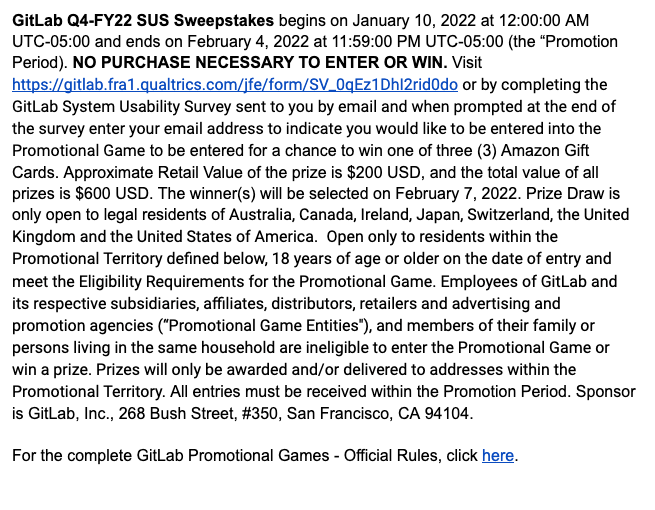 GitLab Q4-FY22 SUS Sweepstakes begins on January 10, 2022 at 12:00:00 AM
UTC-05:00 and ends on February 4, 2022 at 11:59:00 PM UTC-05:00 (the “Promotion
Period). NO PURCHASE NECESSARY TO ENTER OR WIN. Visit
https://gitlab.fra1.qualtrics.com/jfe/form/SV_0qEz1Dhl2rid0do or by completing the
GitLab System Usability Survey sent to you by email and when prompted at the end of
the survey enter your email address to indicate you would like to be entered into the
Promotional Game to be entered for a chance to win one of three (3) Amazon Gift
Cards. Approximate Retail Value of the prize is $200 USD, and the total value of all
prizes is $600 USD. The winner(s) will be selected on February 7, 2022. Prize Draw is
only open to legal residents of Australia, Canada, Ireland, Japan, Switzerland, the United
Kingdom and the United States of America.  Open only to residents within the
Promotional Territory defined below, 18 years of age or older on the date of entry and
meet the Eligibility Requirements for the Promotional Game. Employees of GitLab and
its respective subsidiaries, affiliates, distributors, retailers and advertising and
promotion agencies (“Promotional Game Entities"), and members of their family or
persons living in the same household are ineligible to enter the Promotional Game or
win a prize. Prizes will only be awarded and/or delivered to addresses within the
Promotional Territory. All entries must be received within the Promotion Period. Sponsor
is GitLab, Inc., 268 Bush Street, #350, San Francisco, CA 94104.
For the complete GitLab Promotional Games - Official Rules, click here.